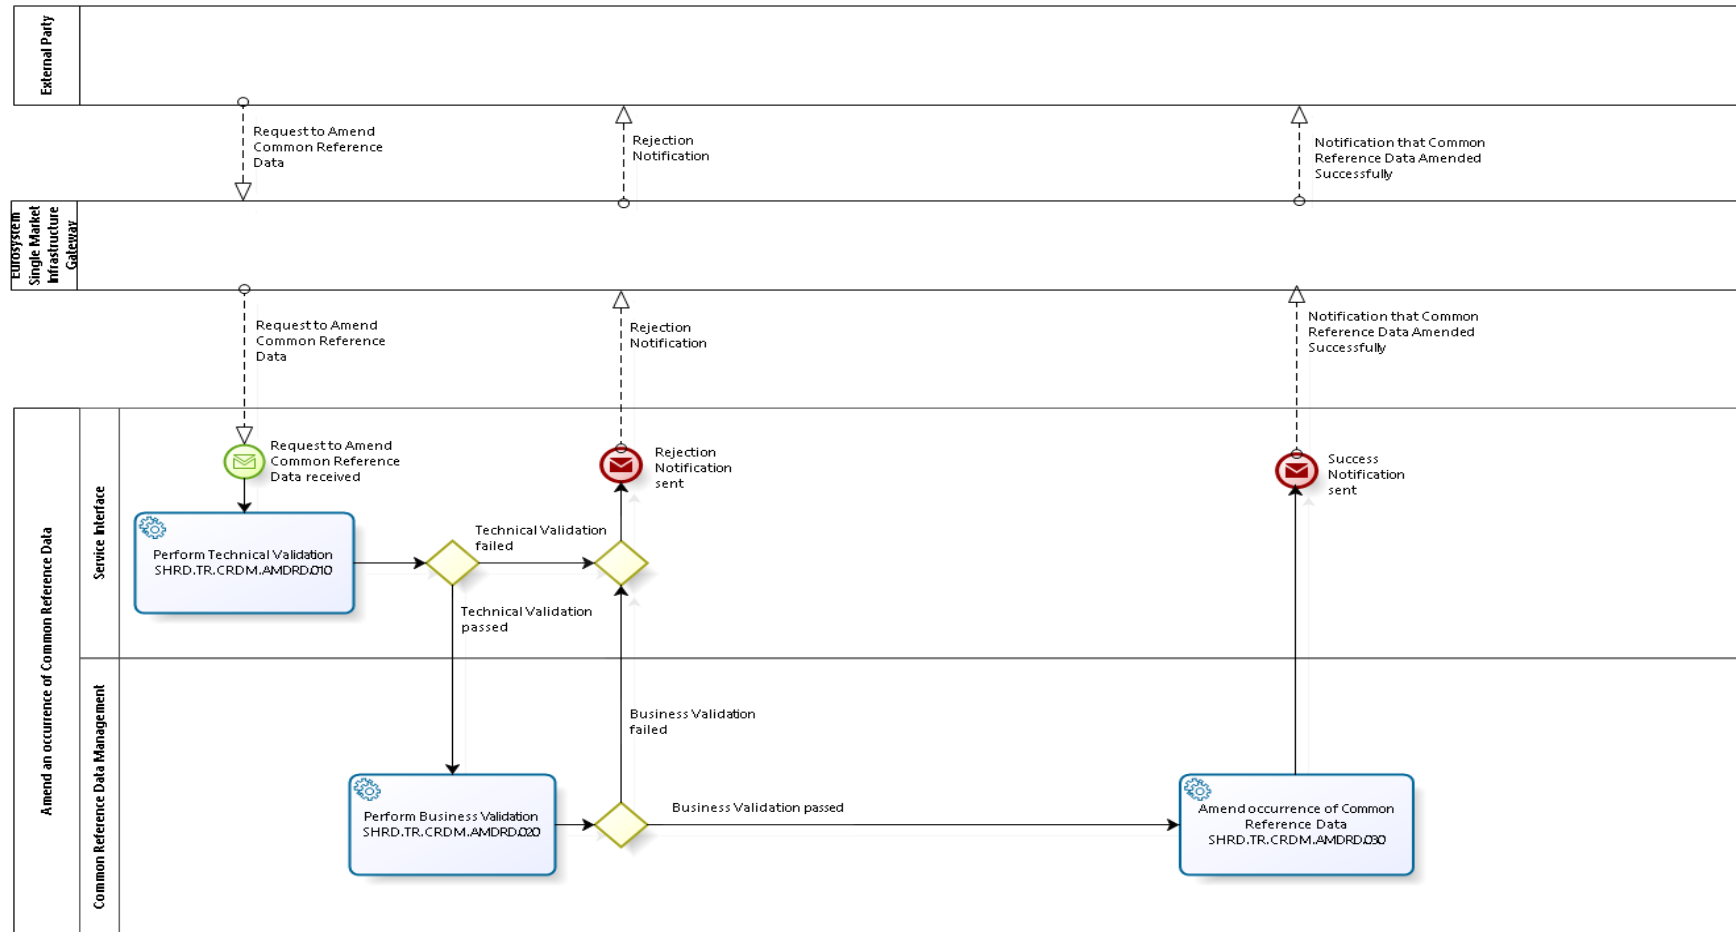 External Party
Request to Amend
Common Reference
Data
Rejection
Notification
Notification that Common
Reference Data Amended
Successfully
Eurosystem
Single Market
Infrastructure
Gateway
Request to Amend
Common Reference
Data
Rejection
Notification
Notification that Common
Reference Data Amended
Successfully
Amend an occurrence of Common Reference Data
Service Interface
Request to Amend
Common Reference
Data received
Rejection
Notification
sent
Success
Notification
sent
Perform Technical Validation
SHRD.TR.CRDM.AMDRD.010
Technical Validation
failed
Technical Validation
passed
Common Reference Data Management
Business Validation
failed
Perform Business Validation
SHRD.TR.CRDM.AMDRD.020
Business Validation passed
Amend occurrence of Common
Reference Data
SHRD.TR.CRDM.AMDRD.030